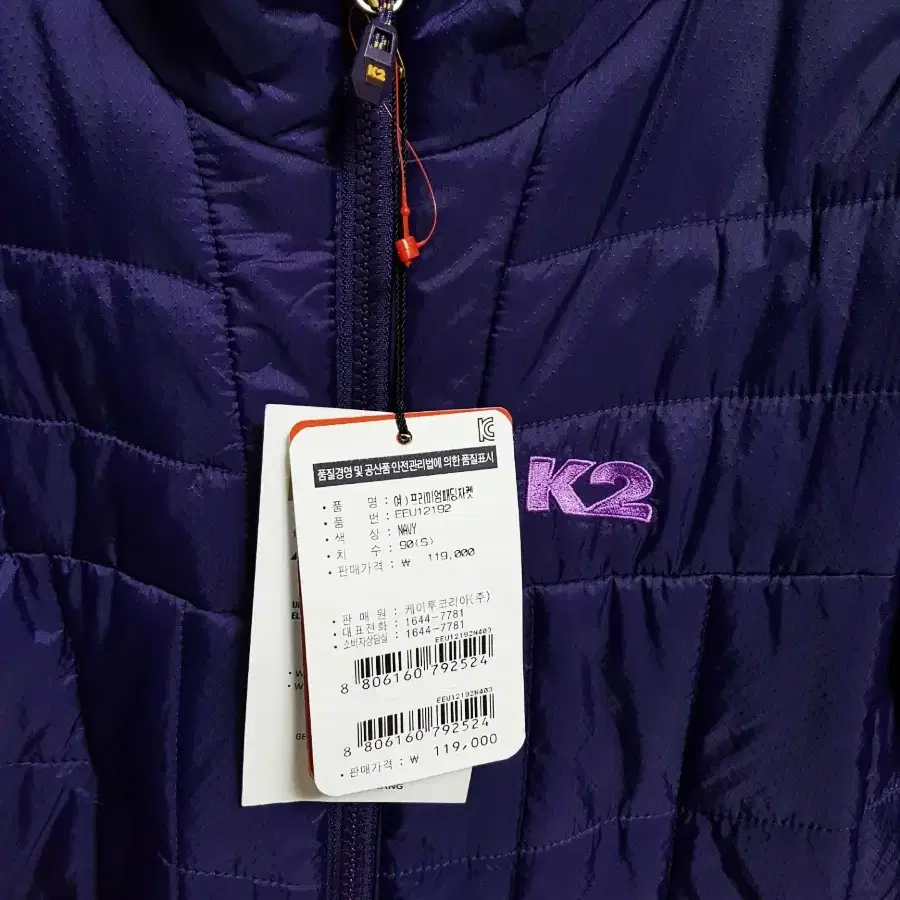 K2
품질경영 및 공산품 안전관리법에 의한 품질표시
• 품 명 : 여)프리미엄패딩자켓
• 품 번 : EEU12192
• 색 상 : NAVY
• 치 수 : 90(S)
• 판매가격 : ₩ 119,000
K2
• 판 매 원 : 케이투코리아(주)
• 대표전화 : 1644-7781
• 소비자상담실 : 1644-7781
EEU12192N403
8 806160 792524
EEU12192N403
8 806160 792524
• 판매가격 : ₩ 119,000